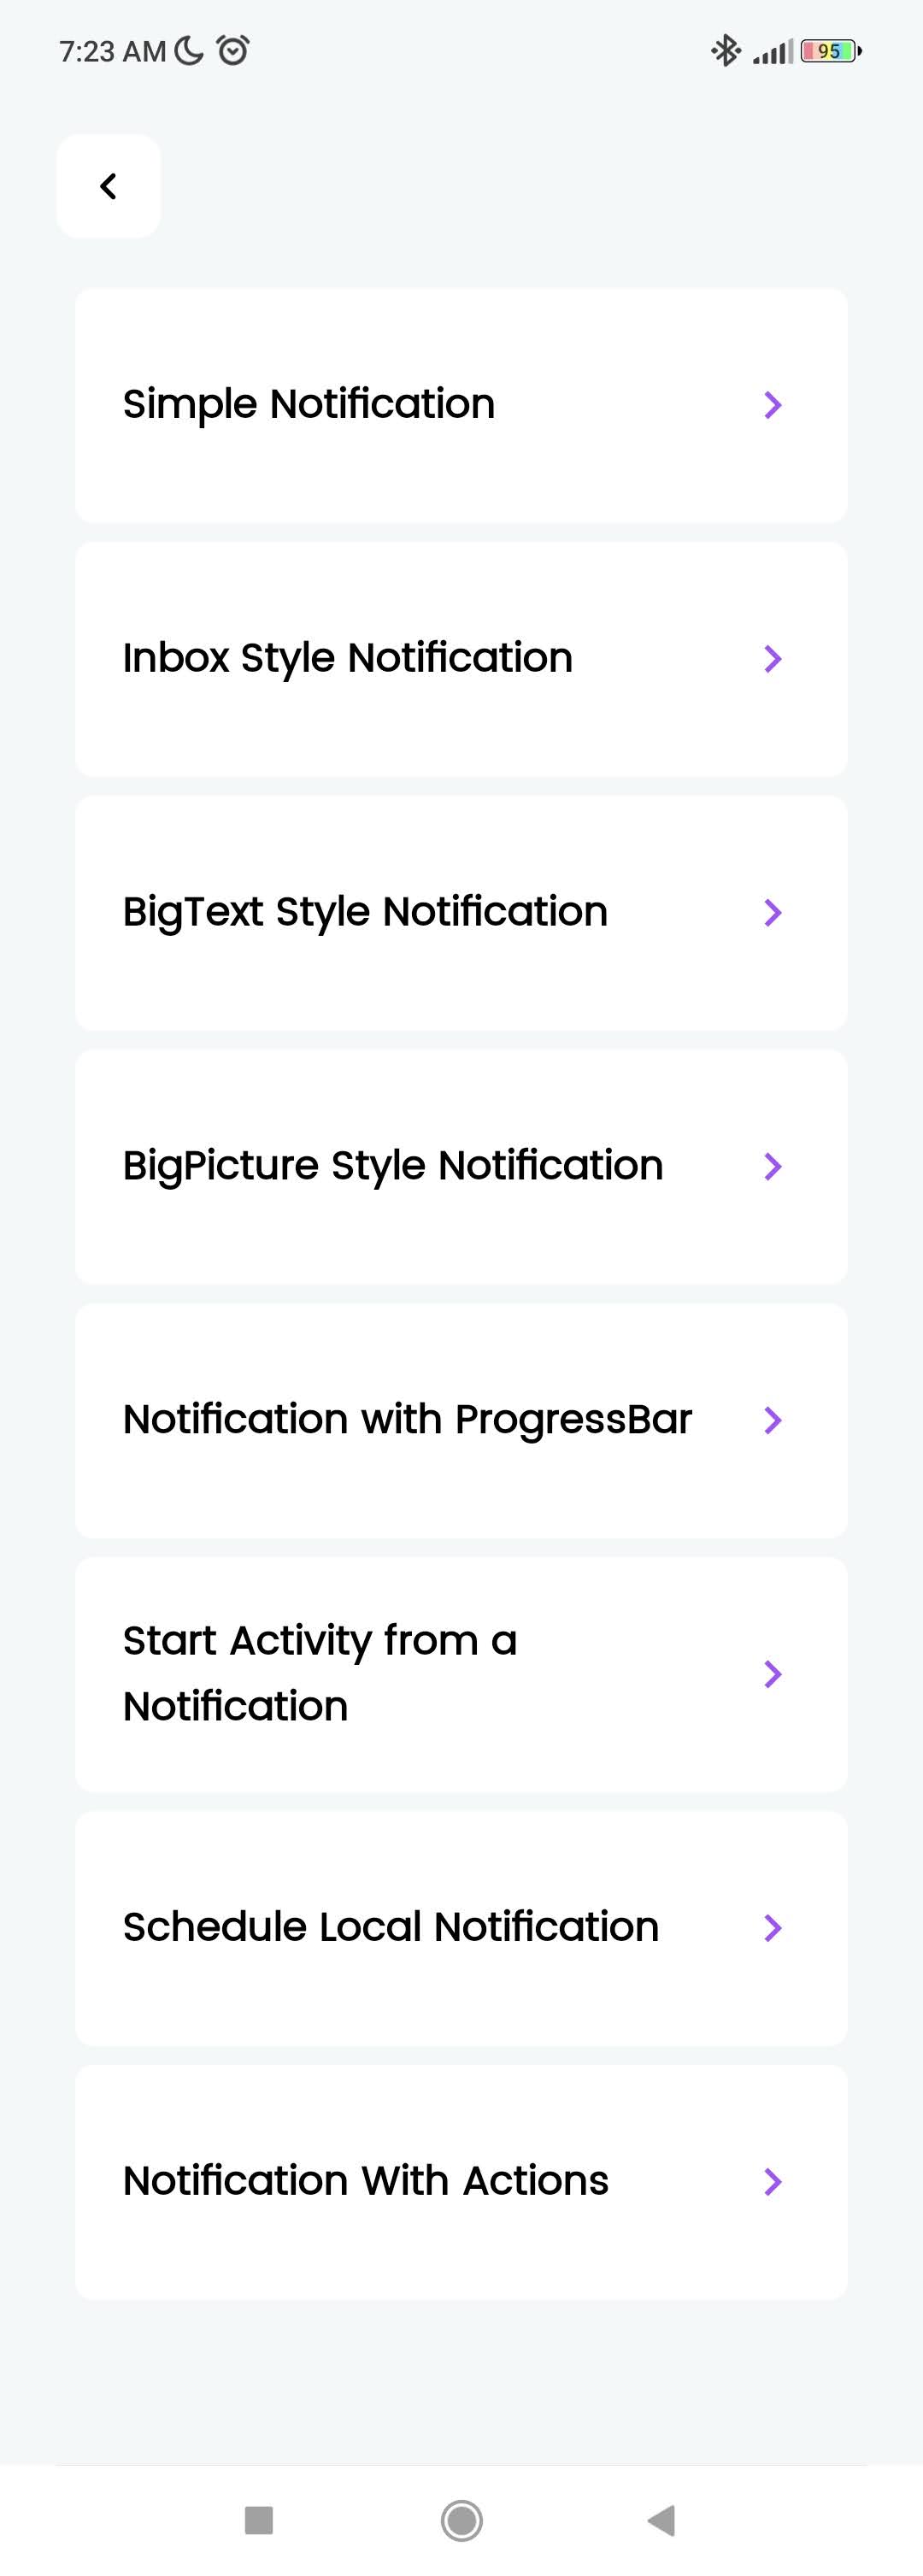 7:23 AM
95
Simple Notification
Inbox Style Notification
BigText Style Notification
BigPicture Style Notification
Notification with ProgressBar
Start Activity from a
Notification
Schedule Local Notification
Notification With Actions